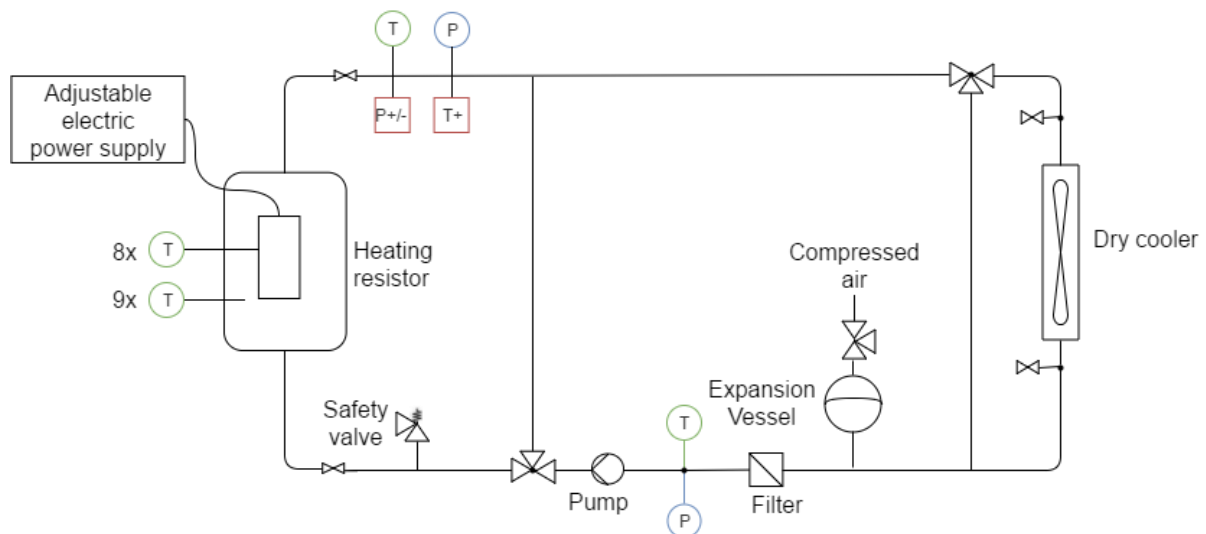 T
P
P+/-
T+
Adjustable
electric
power supply
8x
T
9x
T
Heating
resistor
Dry cooler
Compressed
air
Expansion
Vessel
Safety
valve
T
Pump
Filter
P